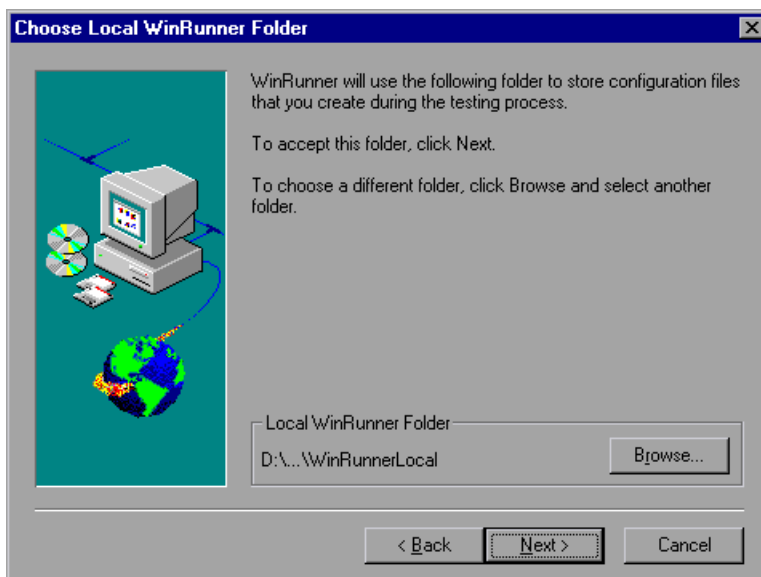 Choose Local WinRunner Folder
WinRunner will use the following folder to store configuration files
that you create during the testing process.
To accept this folder, click Next.
To choose a different folder, click Browse and select another
folder.
Local WinRunner Folder
D:\...\WinRunnerLocal
Browse...
< Back
Next >
Cancel